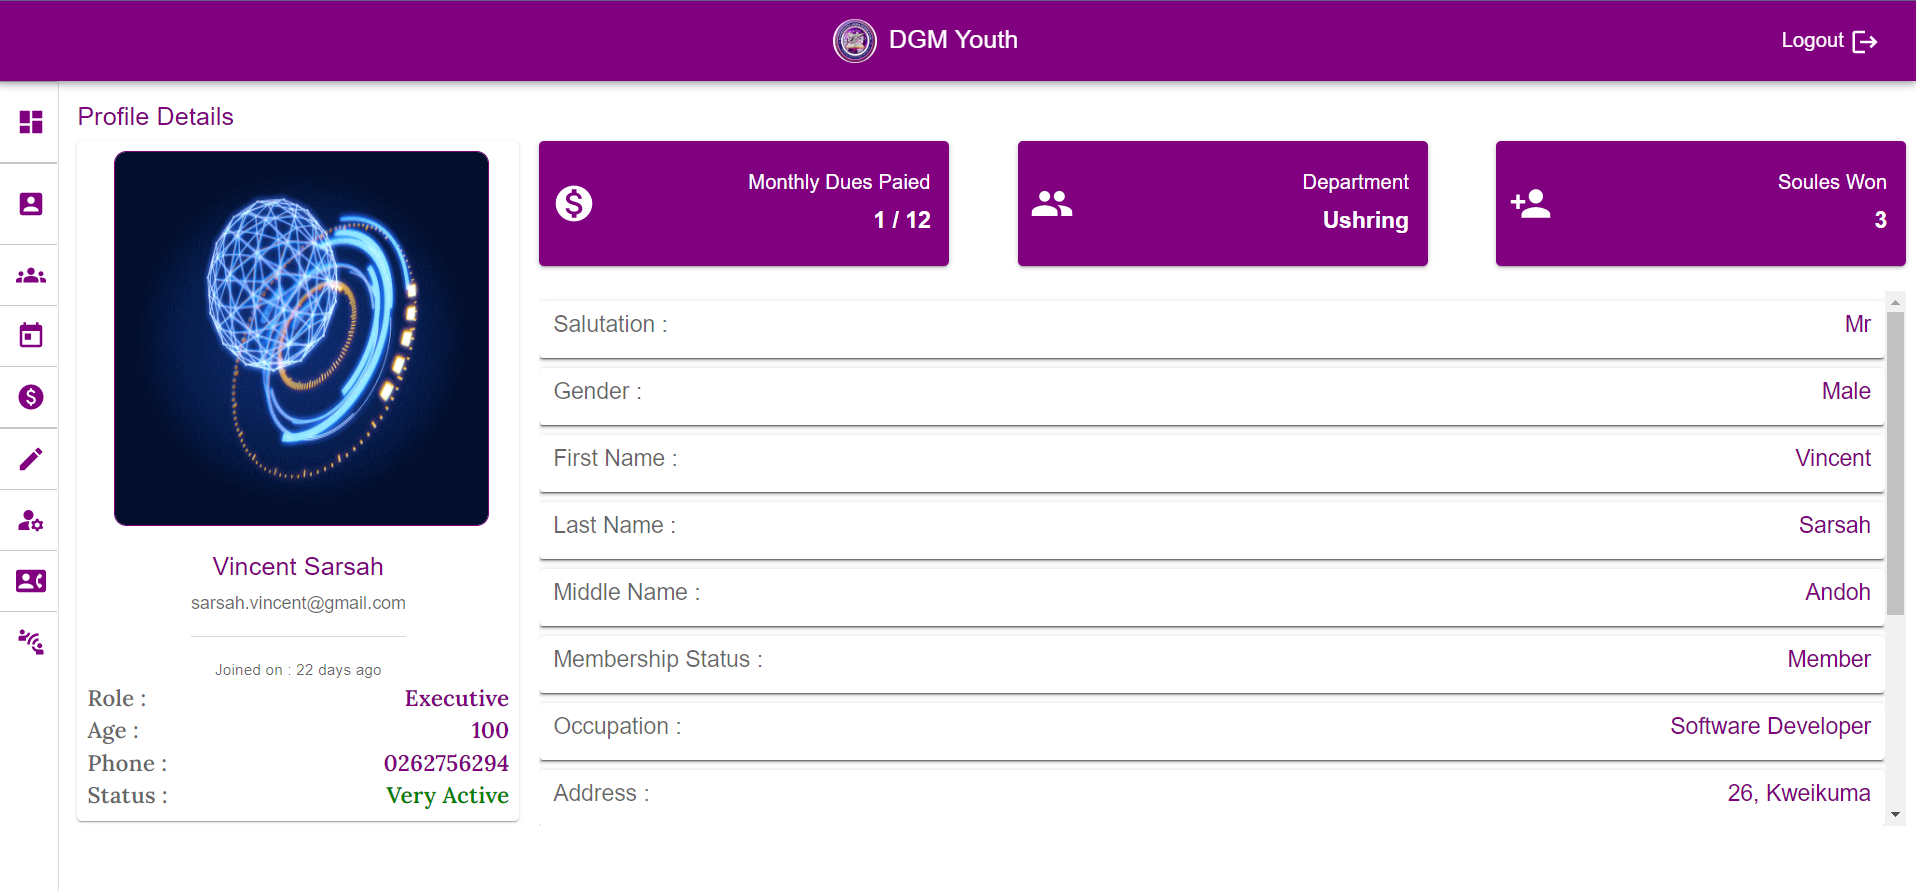 DGM Youth
Logout
Profile Details
Vincent Sarsah
sarsah.vincent@gmail.com
Joined on : 22 days ago
Role : Executive
Age : 100
Phone : 0262756294
Status : Very Active
Monthly Dues Paied
1 / 12
Department
Ushring
Soules Won
3
Salutation : Mr
Gender : Male
First Name : Vincent
Last Name : Sarsah
Middle Name : Andoh
Membership Status : Member
Occupation : Software Developer
Address : 26, Kweikuma